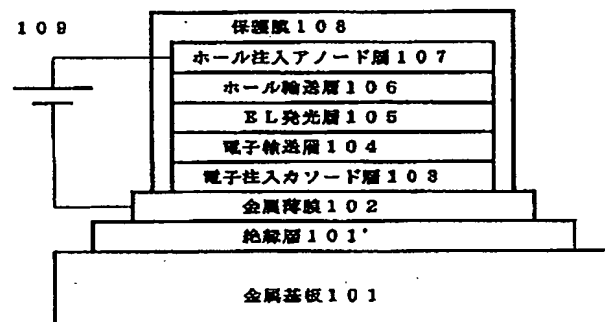 109
保護膜108
ホール注入アノード層107
ホール輸送層106
EL発光層105
電子輸送層104
電子注入カソード層103
金属薄膜102
絶縁層101'
金属基板101